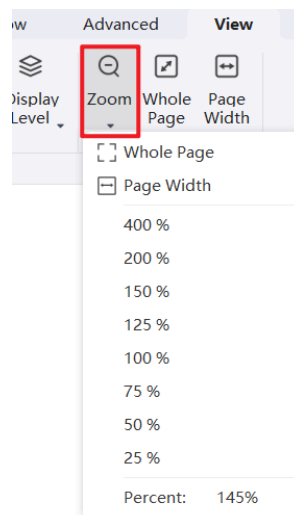 ow Advanced View
Display Zoom Whole Page
Level Page Width
Whole Page
Page Width
400 %
200 %
150 %
125 %
100 %
75 %
50 %
25 %
Percent: 145%